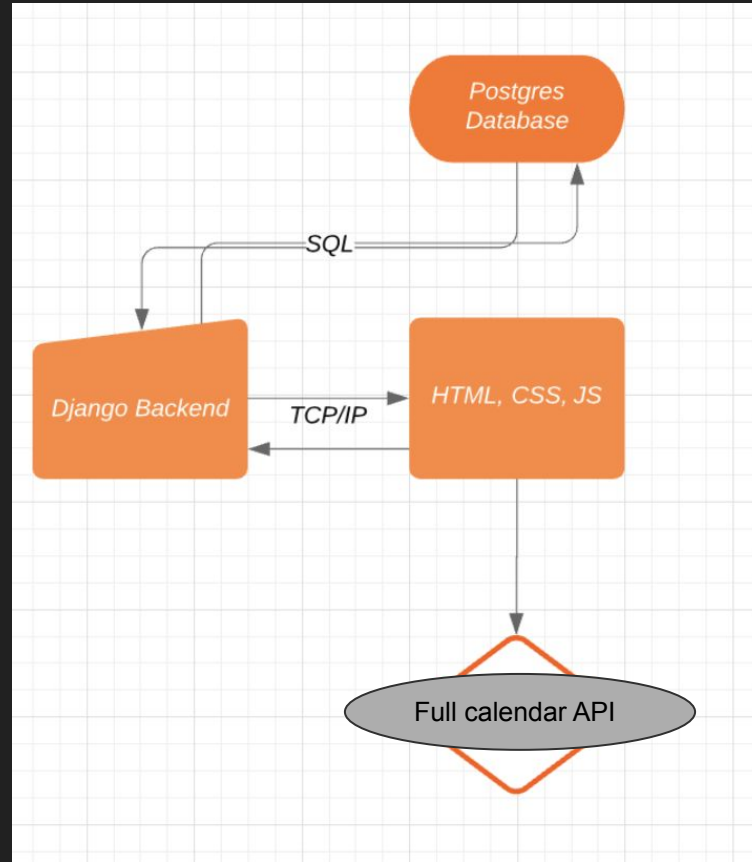 Postgres
Database
SQL
Django Backend
TCP/IP
HTML, CSS, JS
Full calendar API